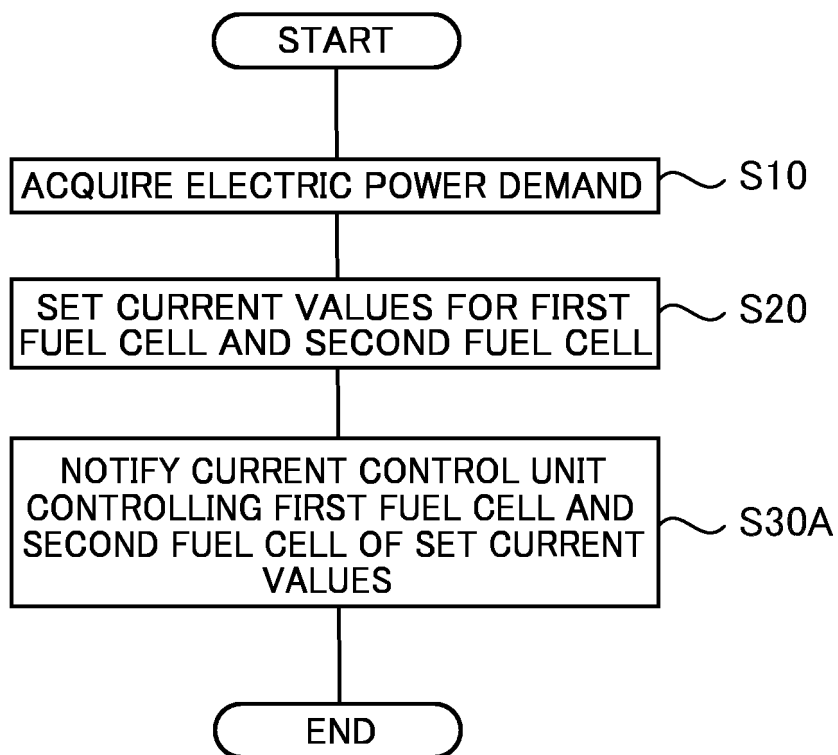 START
ACQUIRE ELECTRIC POWER DEMAND
S10
SET CURRENT VALUES FOR FIRST
FUEL CELL AND SECOND FUEL CELL
S20
NOTIFY CURRENT CONTROL UNIT
CONTROLLING FIRST FUEL CELL AND
SECOND FUEL CELL OF SET CURRENT
VALUES
S30A
END